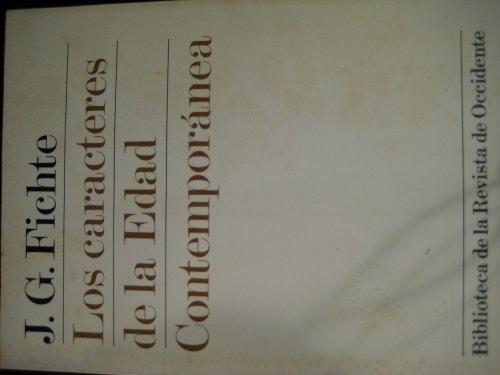 J. G. Fichte
Los caracteres
de la Edad
Contemporánea
Biblioteca de la Revista de Occidente